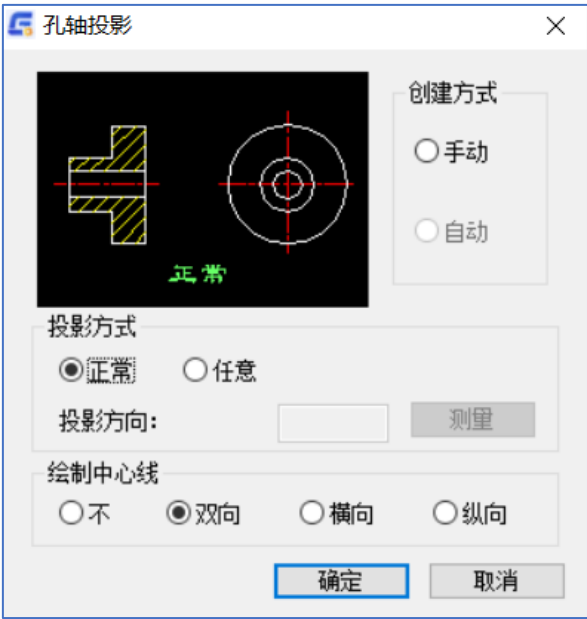 孔轴投影
创建方式
手动
自动
正常
投影方式
正常 任意
投影方向: 测量
绘制中心线
不 双向 横向 纵向
确定 取消